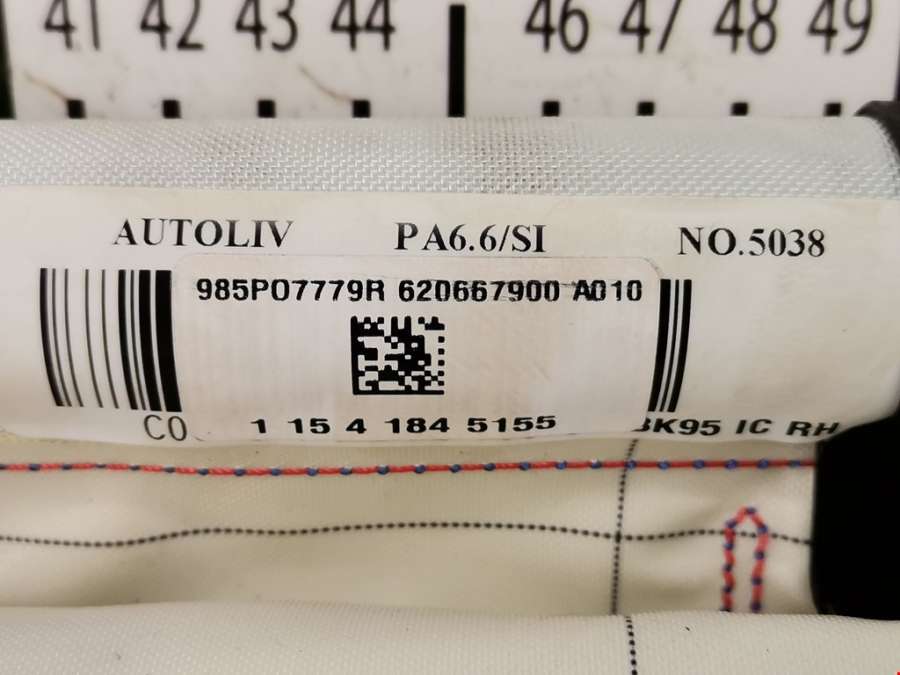 41 42 43 44 46 47 48 49
AUTOLIV PA6.6/SI NO.5038
985P07779R 620667900 A010
CO 1 15 4 184 5155 K95 IC RH